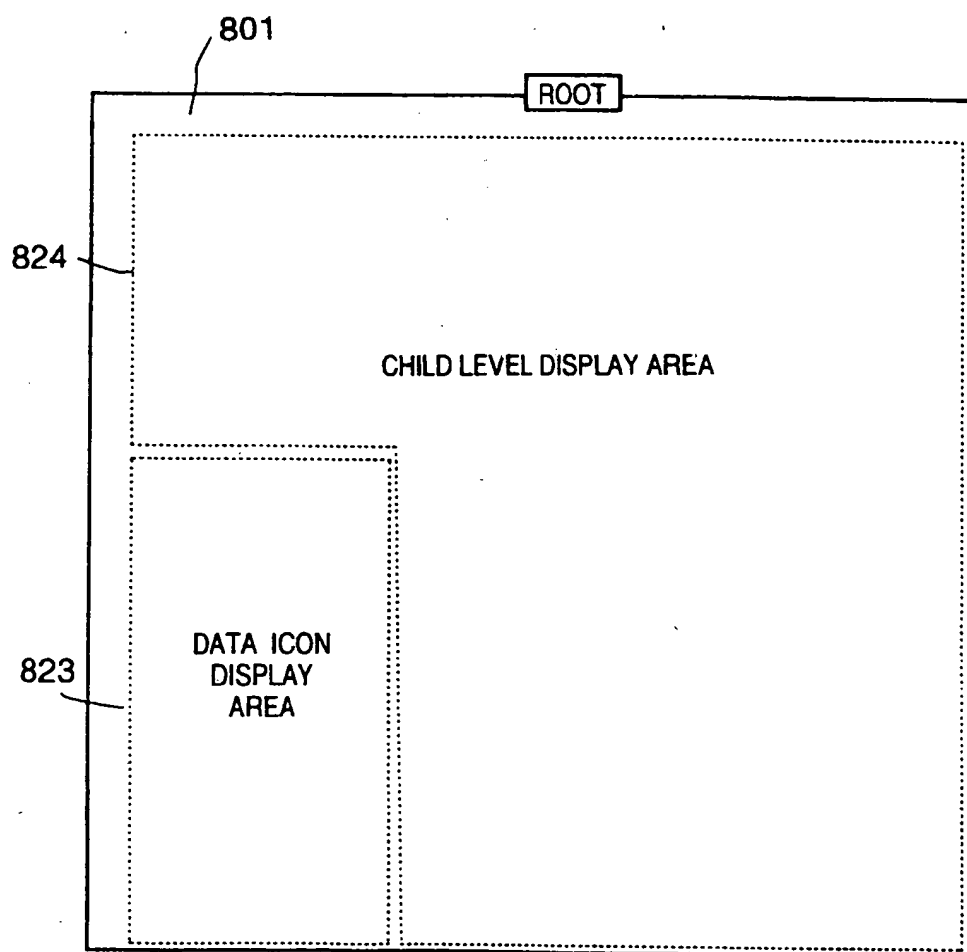 801
ROOT
824
CHILD LEVEL DISPLAY AREA
DATA ICON
DISPLAY
AREA
823